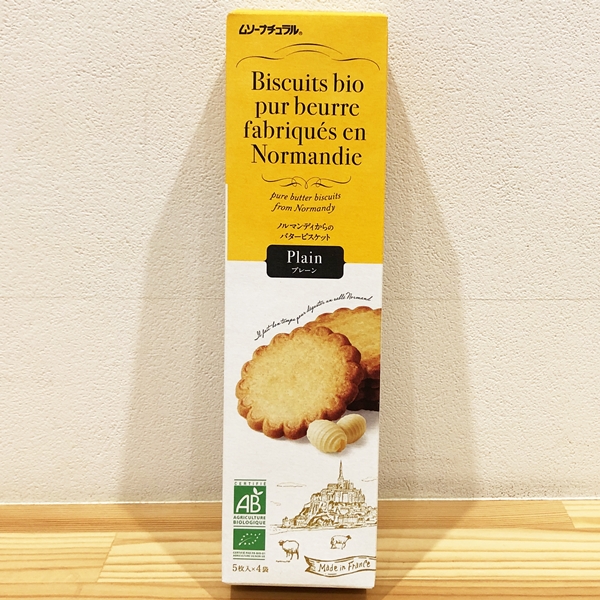 ムソーナチュラル®
Biscuits bio
pur beurre
fabriqués en
Normandie
pure butter biscuits
from Normandy
ノルマンディからの
バタービスケット
Plain
プレーン
CERTIFIÉ
AB
AGRICULTURE
BIOLOGIQUE
Made in France
5枚入×4袋